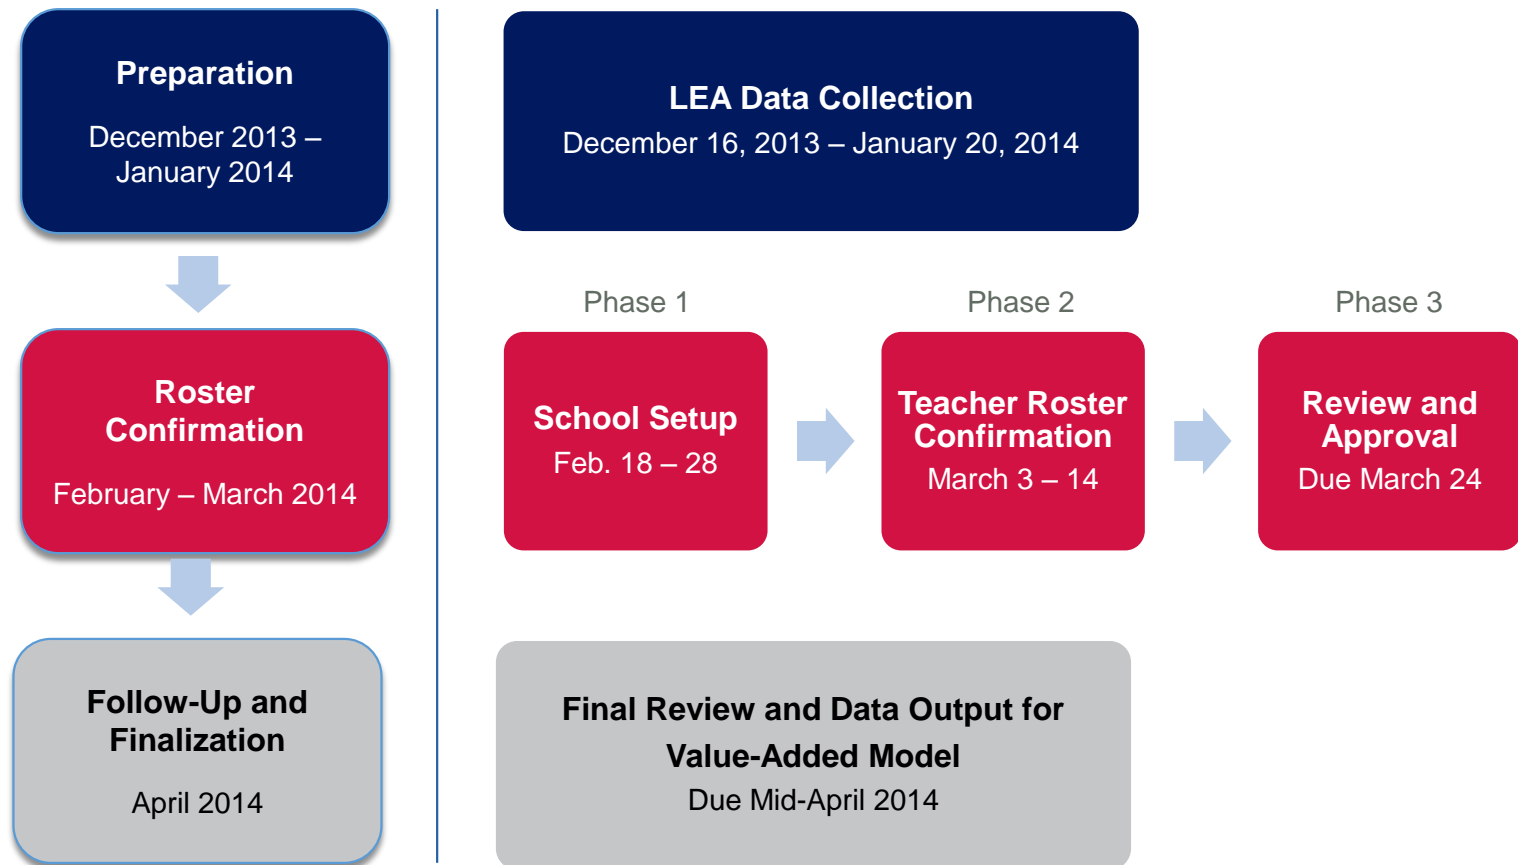 Preparation
December 2013 –
January 2014
LEA Data Collection
December 16, 2013 – January 20, 2014
Roster
Confirmation
February – March 2014
Phase 1
School Setup
Feb. 18 – 28
Phase 2
Teacher Roster
Confirmation
March 3 – 14
Phase 3
Review and
Approval
Due March 24
Follow-Up and
Finalization
April 2014
Final Review and Data Output for
Value-Added Model
Due Mid-April 2014